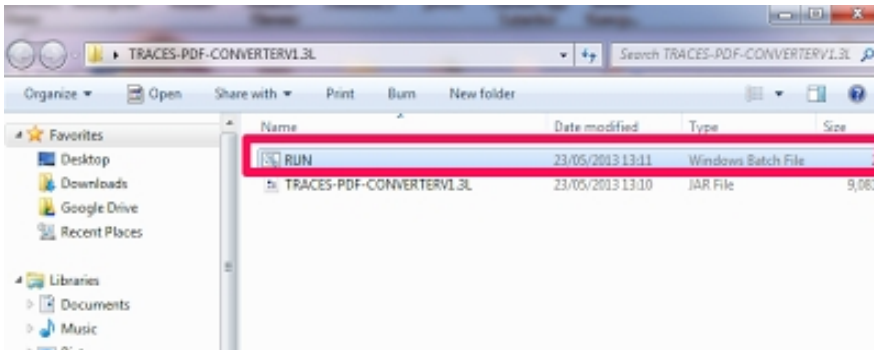 TRACES-PDF-CONVERTERV1.3L
Search TRACES-PDF-CONVERTERV1.3L
Organize
Open
Share with
Print
Burn
New folder
Name
Date modified
Type
Size
Favorites
RUN
23/05/2013 13:11
Windows Batch File
Desktop
TRACES-PDF-CONVERTERV1.3L
23/05/2013 13:10
JAR File
Downloads
Google Drive
Recent Places
Libraries
Documents
Music